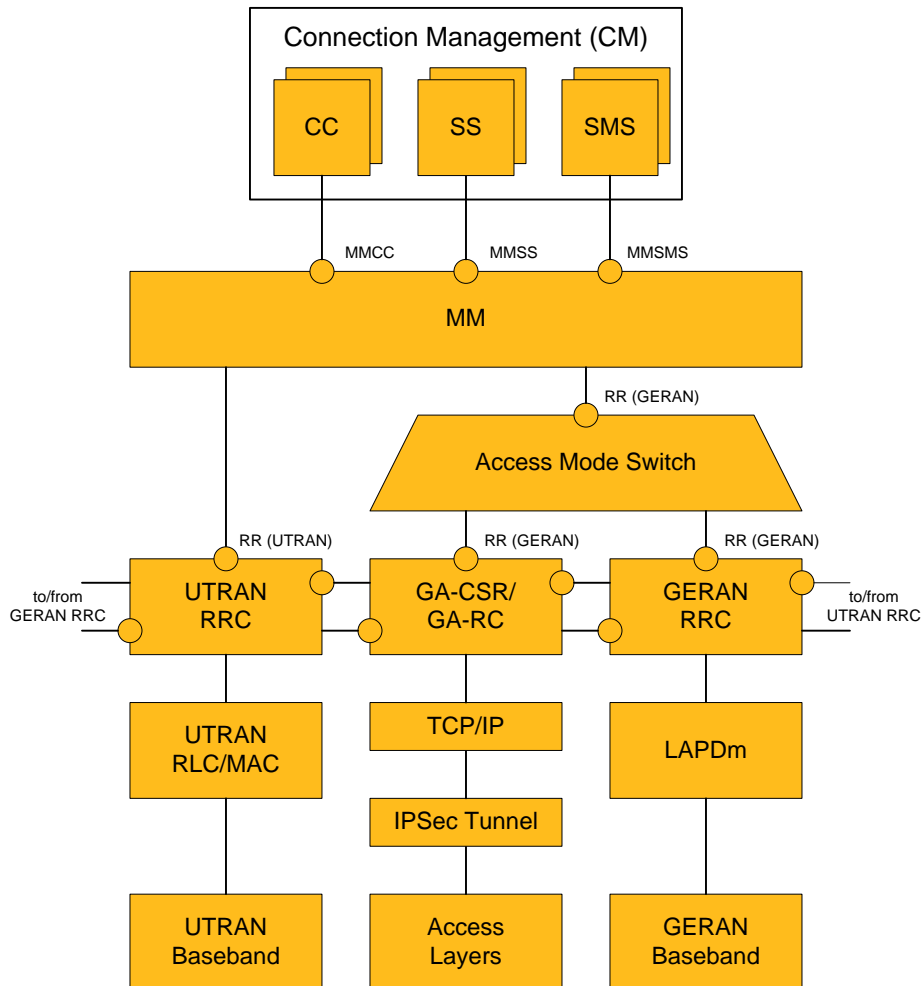 Connection Management (CM)
CC
SS
SMS
MMCC
MMSS
MMSMS
MM
RR (GERAN)
Access Mode Switch
RR (UTRAN)
RR (GERAN)
RR (GERAN)
to/from
GERAN RRC
UTRAN
RRC
GA-CSR/
GA-RC
GERAN
RRC
to/from
UTRAN RRC
UTRAN
RLC/MAC
TCP/IP
LAPDm
IPSec Tunnel
UTRAN
Baseband
Access
Layers
GERAN
Baseband